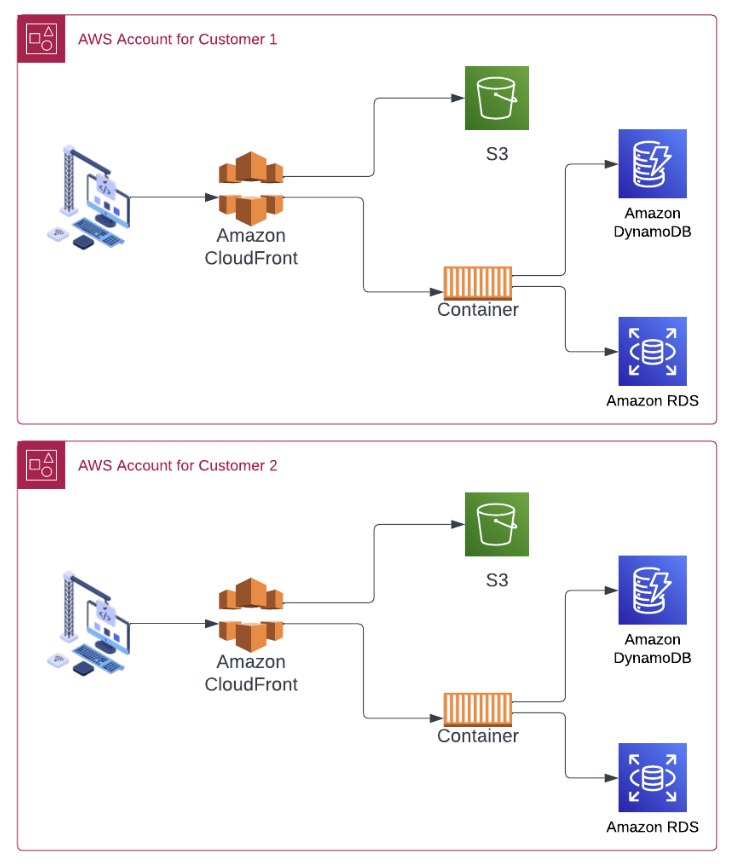 AWS Account for Customer 1
S3
Amazon
DynamoDB
Amazon
CloudFront
Container
Amazon RDS
AWS Account for Customer 2
S3
Amazon
DynamoDB
Amazon
CloudFront
Container
Amazon RDS